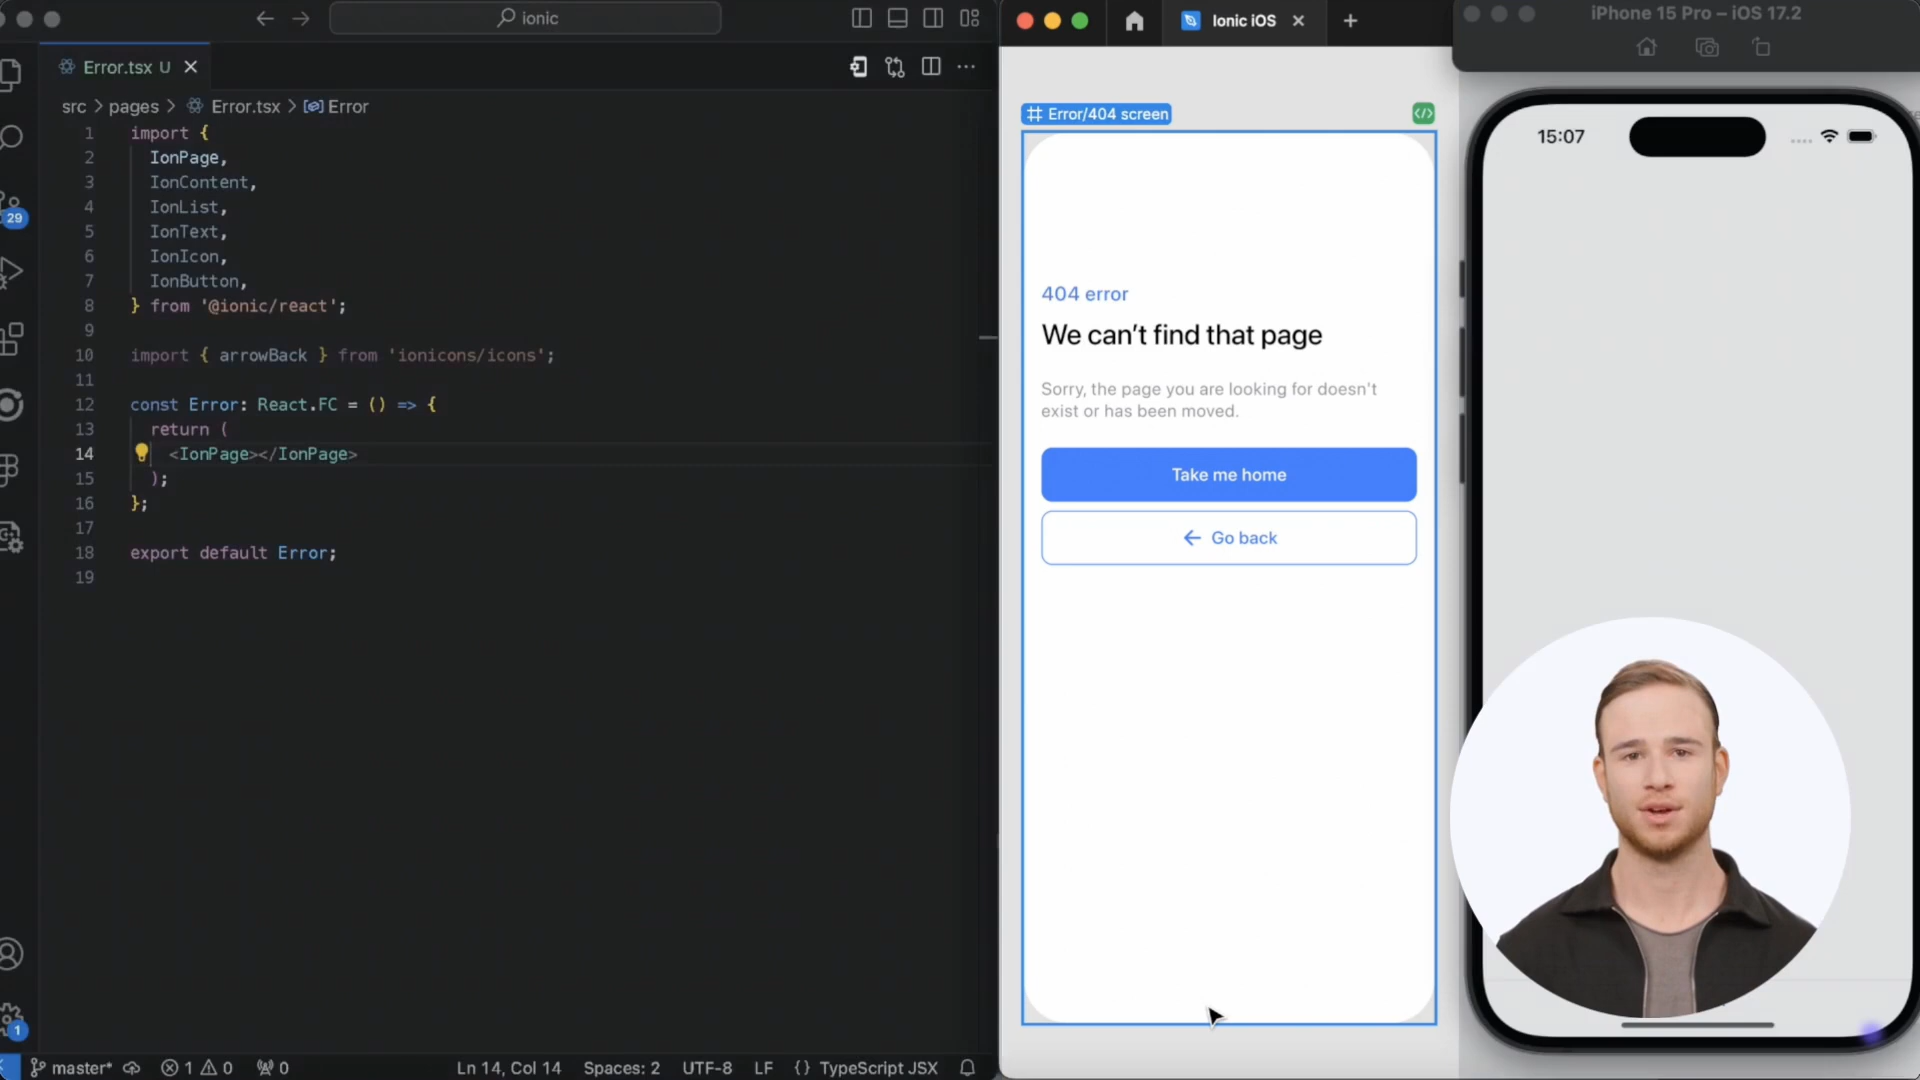 ionic
Error.tsx U
src > pages > Error.tsx > Error
1 import {
2 IonPage,
3 IonContent,
4 IonList,
5 IonText,
6 IonIcon,
7 IonButton,
8 } from '@ionic/react';
9
10 import { arrowBack } from 'ionicons/icons';
11
12 const Error: React.FC = () => {
13 return (
14 <IonPage></IonPage>
15 );
16 };
17
18 export default Error;
19
29
1
master*
1 0
0
Ln 14, Col 14
Spaces: 2
UTF-8
LF
{} TypeScript JSX
Ionic iOS
Error/404 screen
404 error
We can't find that page
Sorry, the page you are looking for doesn't
exist or has been moved.
Take me home
Go back
iPhone 15 Pro – iOS 17.2
15:07